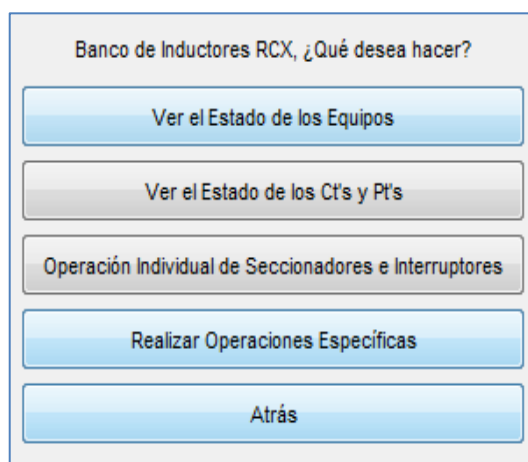 Banco de Inductores RCX, ¿Qué desea hacer?
Ver el Estado de los Equipos
Ver el Estado de los Ct's y Pt's
Operación Individual de Seccionadores e Interruptores
Realizar Operaciones Específicas
Atrás